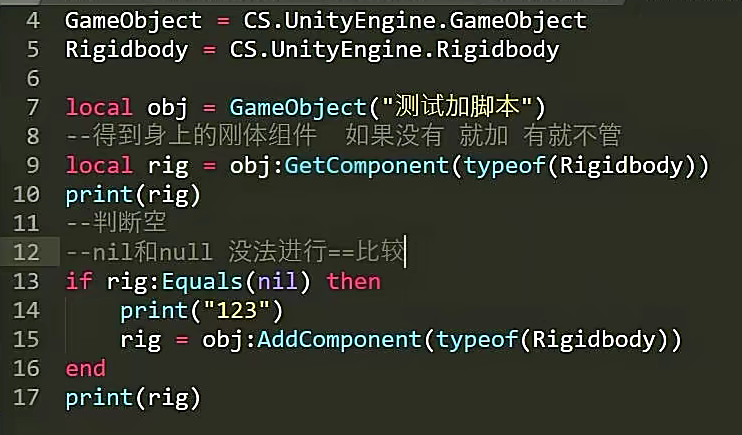 4 GameObject = CS.UnityEngine.GameObject
5 Rigidbody = CS.UnityEngine.Rigidbody
6
7 local obj = GameObject("测试加脚本")
8 --得到身上的刚体组件  如果没有 就加 有就不管
9 local rig = obj:GetComponent(typeof(Rigidbody))
10 print(rig)
11 --判断空
12 --nil和null 没法进行==比较
13 if rig:Equals(nil) then
14     print("123")
15     rig = obj:AddComponent(typeof(Rigidbody))
16 end
17 print(rig)